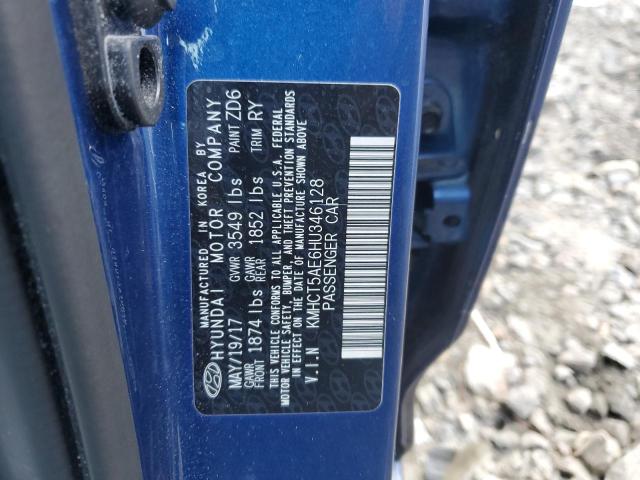 MANUFACTURED IN KOREA BY
HYUNDAI MOTOR COMPANY
MAY/19/17 GVWR 3549 lbs PAINT ZD6
GAWR FRONT 1874 lbs GAWR REAR 1852 lbs TRIM RY
THIS VEHICLE CONFORMS TO ALL APPLICABLE U.S.A. FEDERAL
MOTOR VEHICLE SAFETY, BUMPER, AND THEFT PREVENTION STANDARDS
IN EFFECT ON THE DATE OF MANUFACTURE SHOWN ABOVE.
V.I.N KMHCT5AE6HU346128
PASSENGER CAR